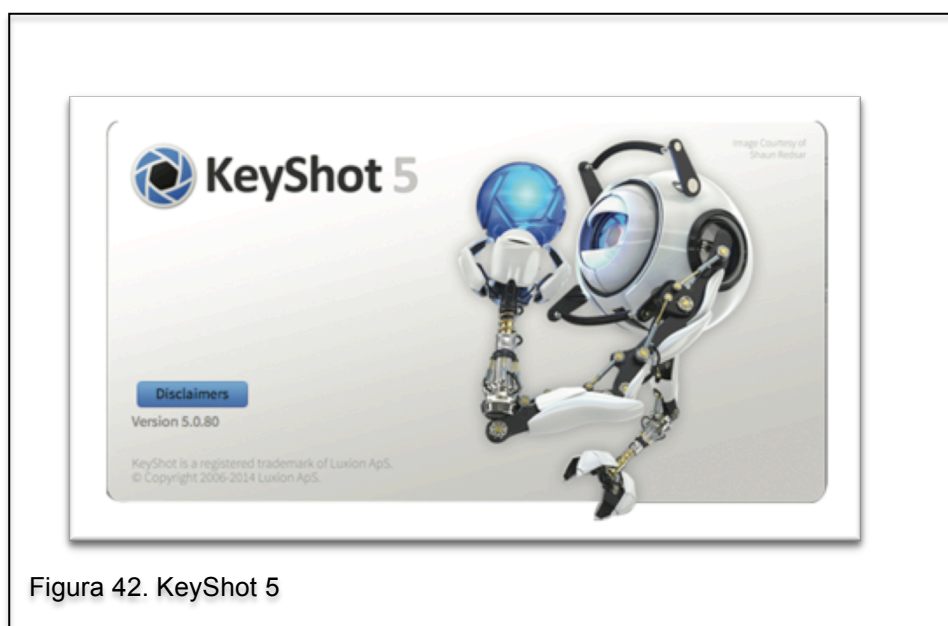 KeyShot 5
Image Courtesy of
Shaun Redsar
Disclaimers
Version 5.0.80
KeyShot is a registered trademark of Luxion ApS.
© Copyright 2006-2014 Luxion ApS.
Figura 42. KeyShot 5